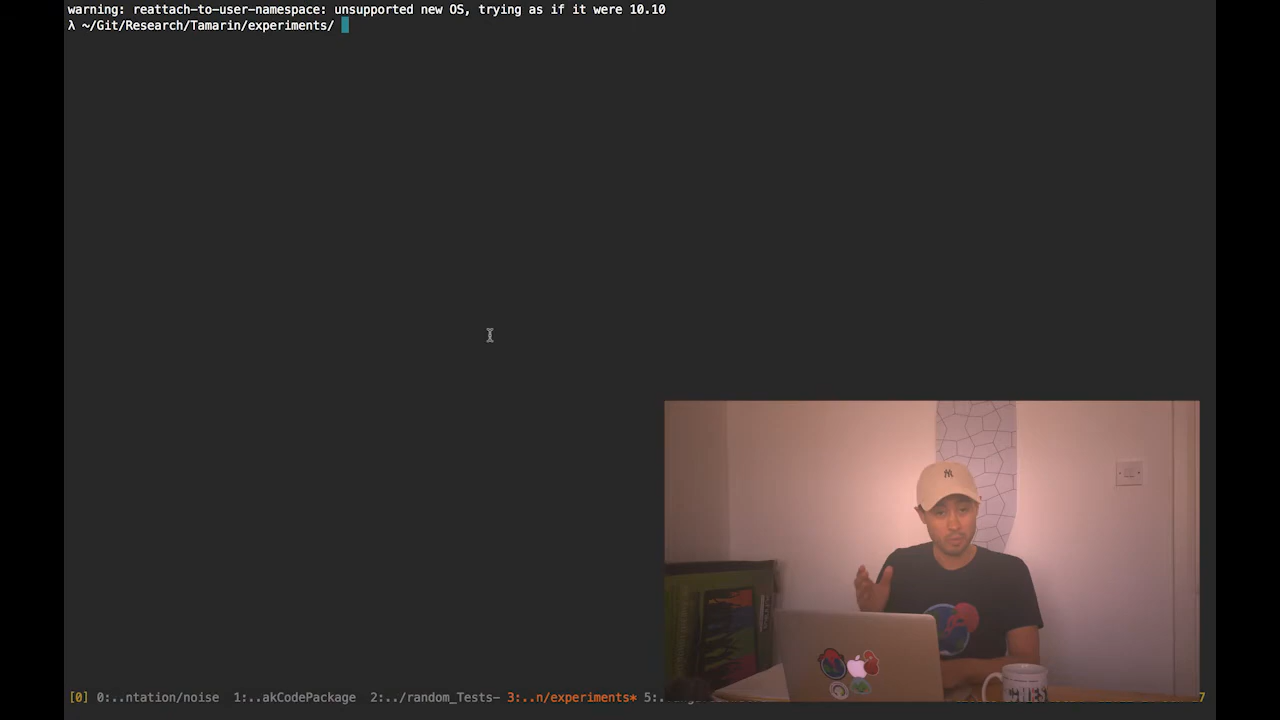 warning: reattach-to-user-namespace: unsupported new OS, trying as if it were 10.10
λ ~/Git/Research/Tamarin/experiments/
[0] 0:..ntation/noise 1:..akCodePackage 2:../random_Tests- 3:..n/experiments* 5:.
7